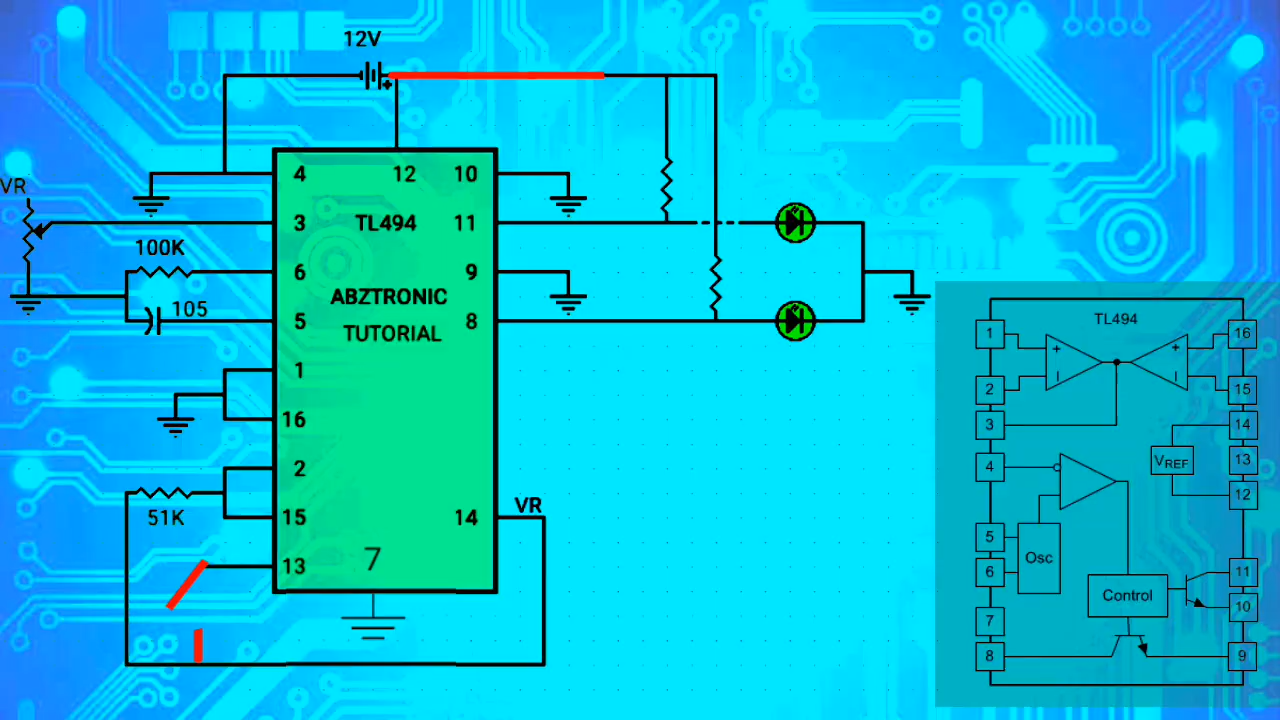 12V
VR
4 12 10
3 TL494 11
100K
6 9
ABZTRONIC
105
5 8
TUTORIAL
1
16
2
51K
15 14
VR
13 7
TL494
1 16
2 15
3 14
VREF
4 13
12
5
Osc
6 11
Control
10
7
8 9